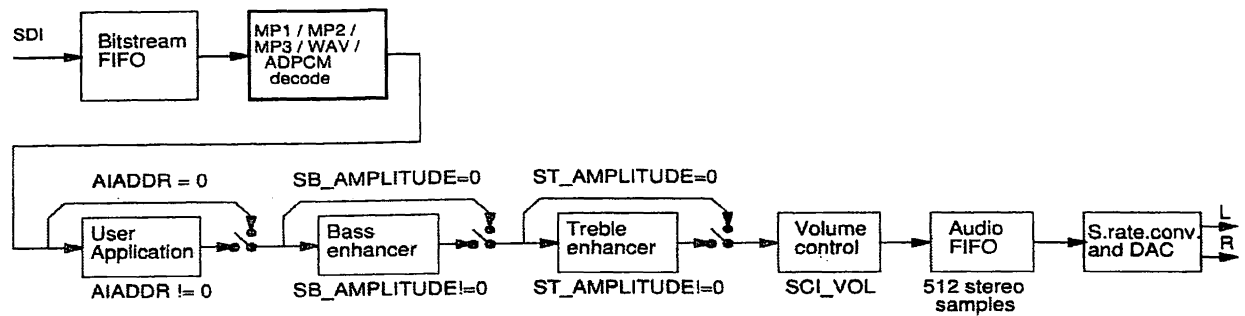 SDI
Bitstream
FIFO
MP1 / MP2 /
MP3 / WAV /
ADPCM
decode
AIADDR = 0
SB_AMPLITUDE=0
ST_AMPLITUDE=0
User
Application
Bass
enhancer
Treble
enhancer
Volume
control
Audio
FIFO
S.rate.conv.
and DAC
L
R
AIADDR != 0
SB_AMPLITUDE!=0
ST_AMPLITUDE!=0
SCI_VOL
512 stereo
samples